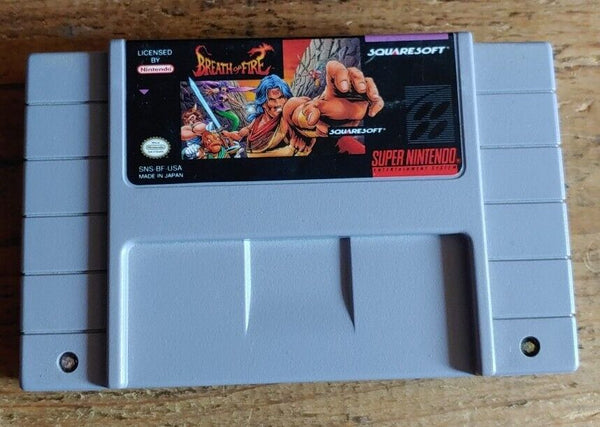 LICENSED
BY
Nintendo
BREATH OF FIRE
SQUARESOFT
SQUARESOFT
SNS-BF-USA
MADE IN JAPAN
SUPER NINTENDO
ENTERTAINMENT SYSTEM